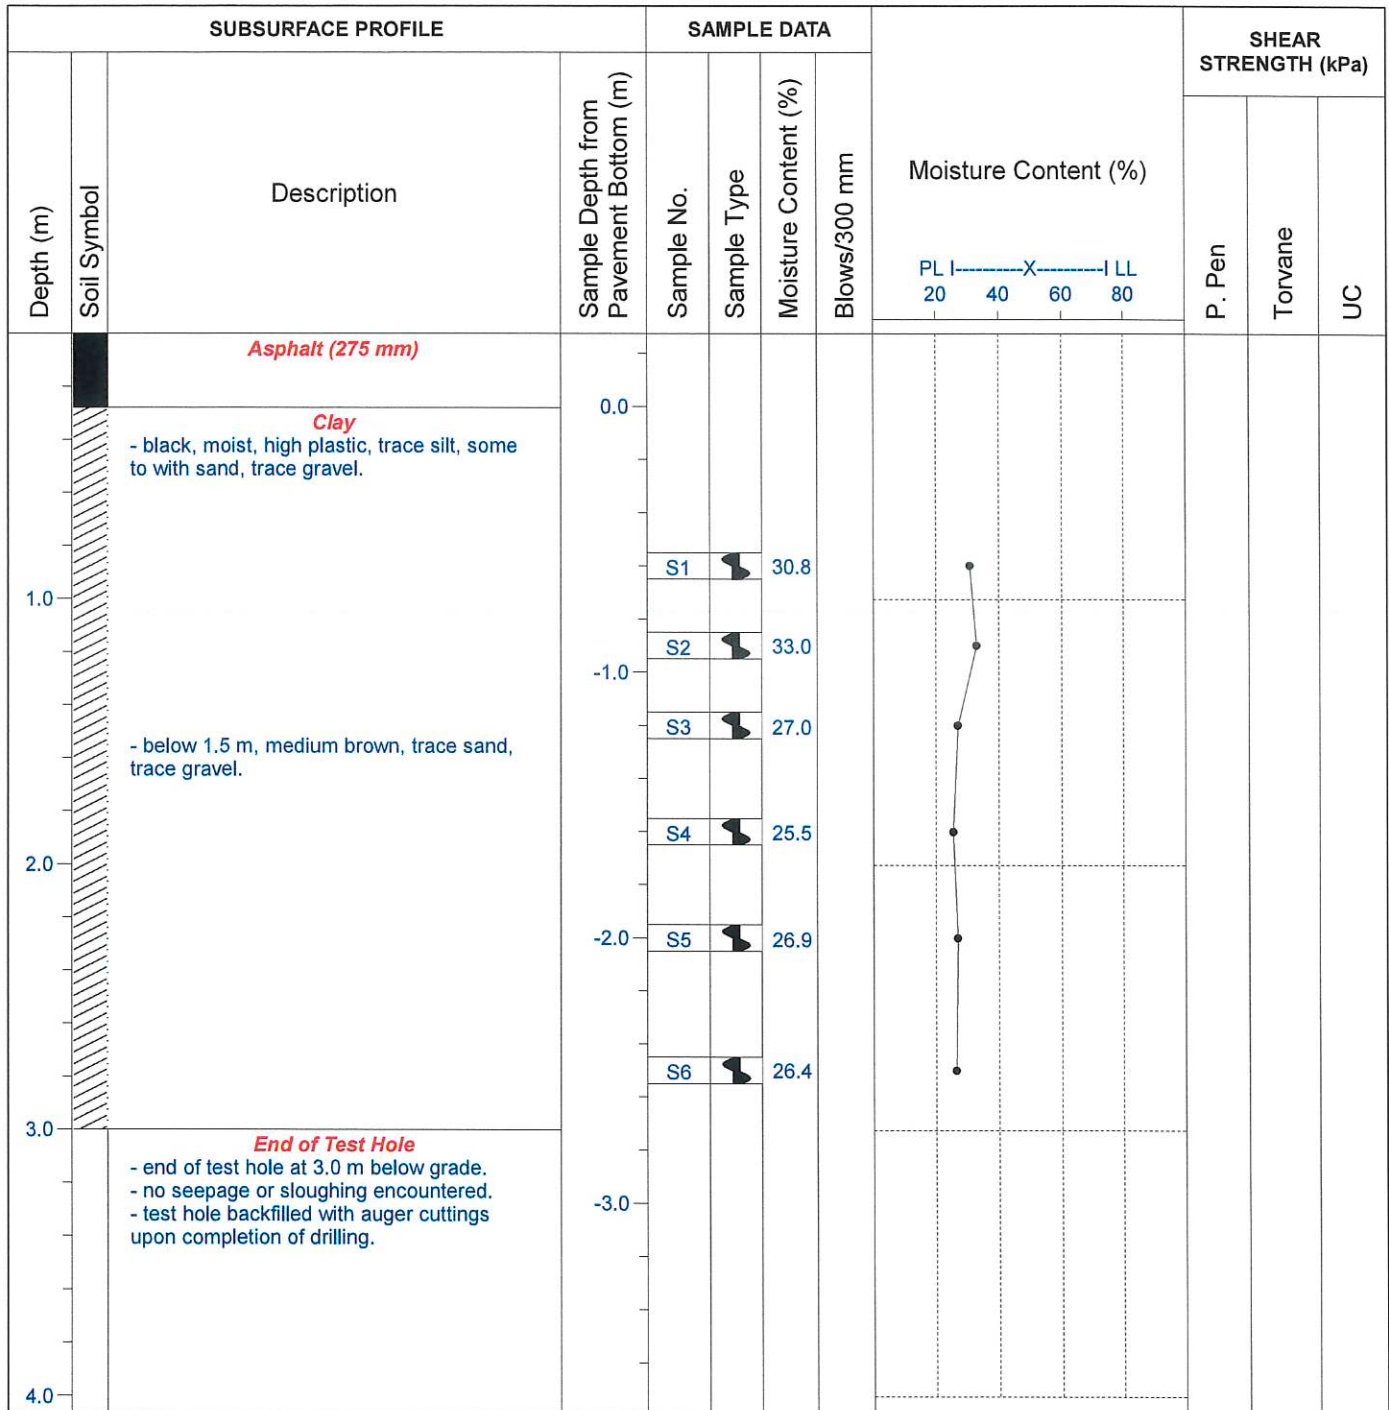 SUBSURFACE PROFILE
SAMPLE DATA
SHEAR
STRENGTH (kPa)
Depth (m)
Soil Symbol
Description
Sample Depth from
Pavement Bottom (m)
Sample No.
Sample Type
Moisture Content (%)
Blows/300 mm
Moisture Content (%)
PL I----------X----------I LL
20 40 60 80
P. Pen
Torvane
UC
Asphalt (275 mm)
0.0
Clay
- black, moist, high plastic, trace silt, some
to with sand, trace gravel.
S1 30.8
1.0
S2 33.0
-1.0
S3 27.0
- below 1.5 m, medium brown, trace sand,
trace gravel.
S4 25.5
2.0
-2.0 S5 26.9
S6 26.4
3.0
End of Test Hole
- end of test hole at 3.0 m below grade.
- no seepage or sloughing encountered.
- test hole backfilled with auger cuttings
upon completion of drilling.
-3.0
4.0